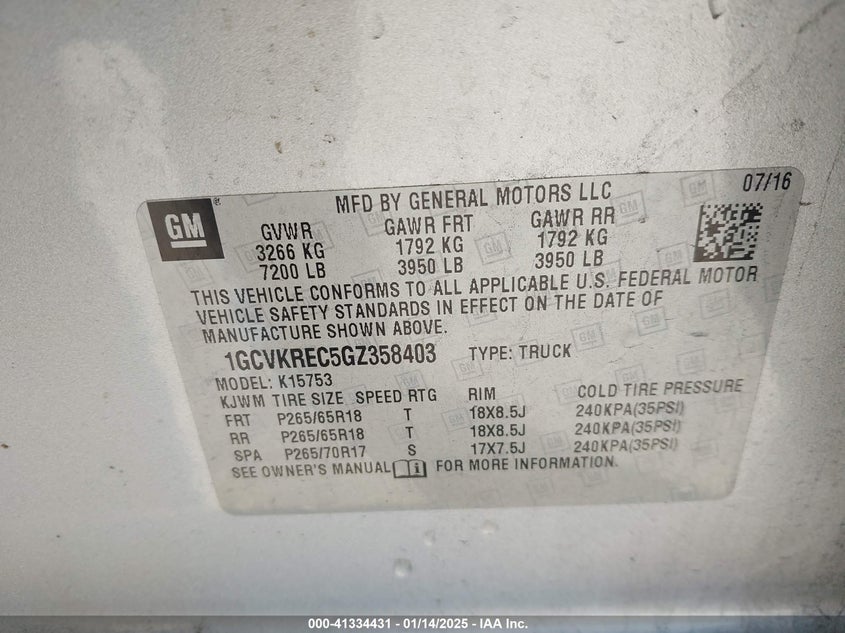 GM
MFD BY GENERAL MOTORS LLC
07/16
GVWR GAWR FRT GAWR RR
3266 KG 1792 KG 1792 KG
7200 LB 3950 LB 3950 LB
THIS VEHICLE CONFORMS TO ALL APPLICABLE U.S. FEDERAL MOTOR
VEHICLE SAFETY STANDARDS IN EFFECT ON THE DATE OF
MANUFACTURE SHOWN ABOVE.
1GCVKREC5GZ358403 TYPE: TRUCK
MODEL: K15753
KJWM TIRE SIZE SPEED RTG RIM COLD TIRE PRESSURE
FRT P265/65R18 T 18X8.5J 240KPA(35PSI)
RR P265/65R18 T 18X8.5J 240KPA(35PSI)
SPA P265/70R17 S 17X7.5J 240KPA(35PSI)
SEE OWNER'S MANUAL FOR MORE INFORMATION.
000-41334431 - 01/14/2025 - IAA Inc.